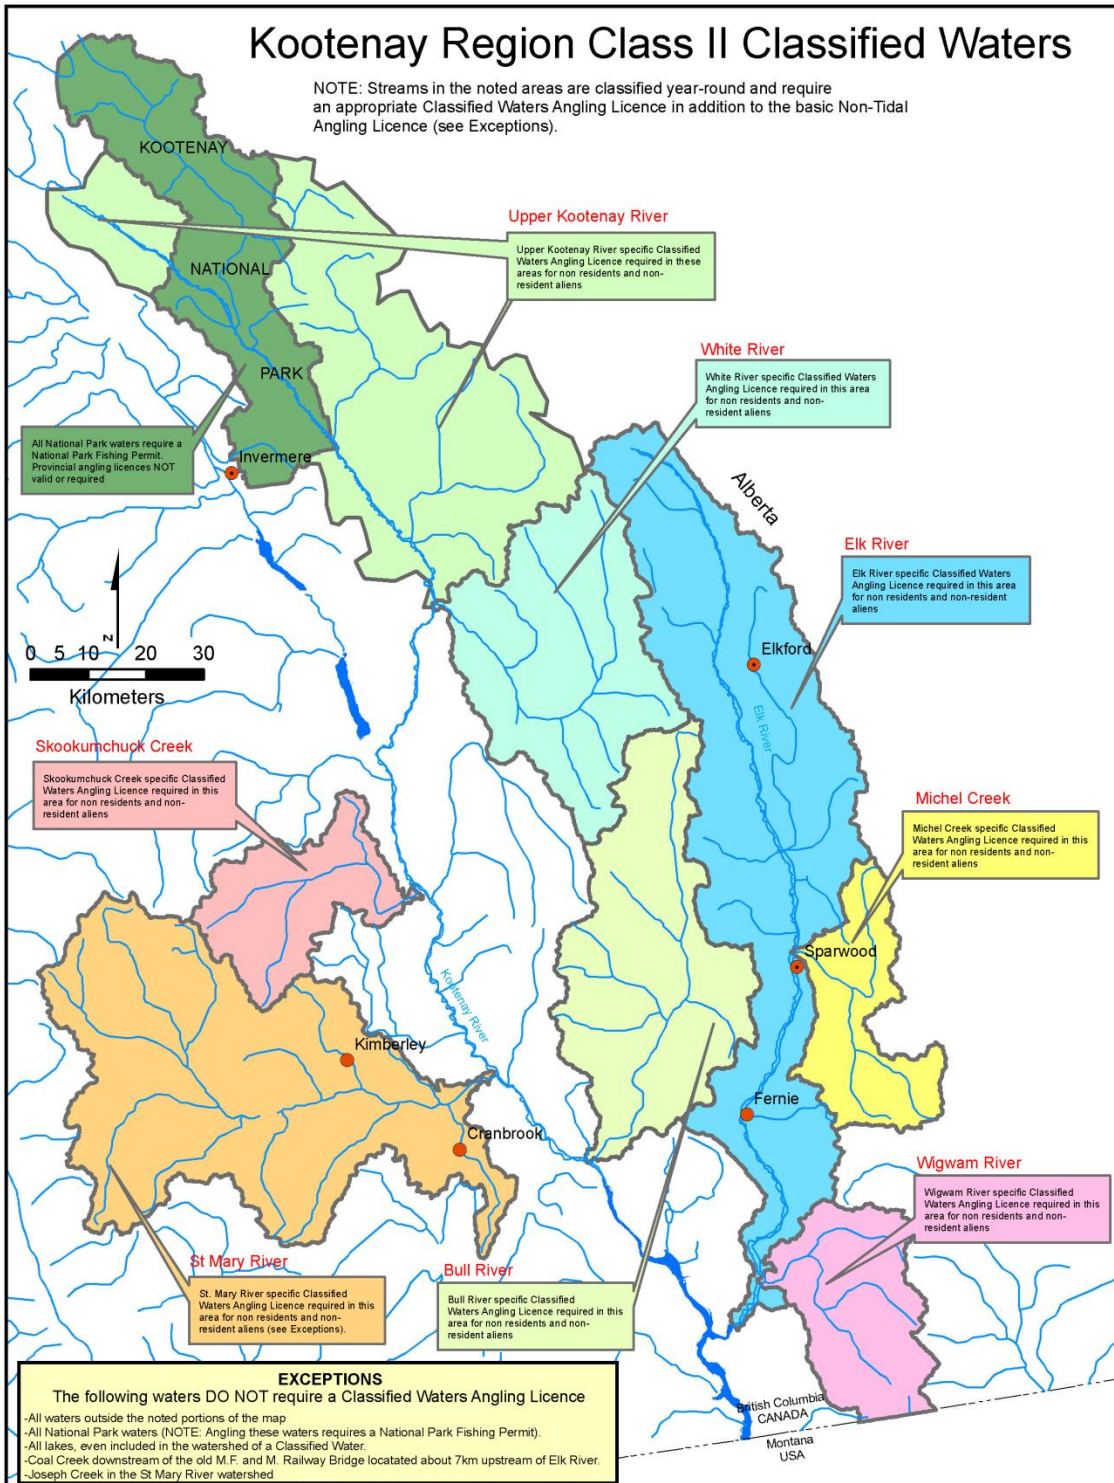 Kootenay Region Class II Classified Waters
NOTE: Streams in the noted areas are classified year-round and require
an appropriate Classified Waters Angling Licence in addition to the basic Non-Tidal
Angling Licence (see Exceptions).
KOOTENAY
NATIONAL
PARK
Upper Kootenay River
Upper Kootenay River specific Classified
Waters Angling Licence required in these
areas for non residents and non-
resident aliens
White River
White River specific Classified Waters
Angling Licence required in this area
for non residents and non-
resident aliens
All National Park waters require a
National Park Fishing Permit.
Provincial angling licences NOT
valid or required
Invermere
Alberta
Elk River
Elk River specific Classified Waters
Angling Licence required in this area
for non residents and non-resident
aliens
N
0 5 10 20 30
Kilometers
Elkford
Elk River
Skookumchuck Creek
Skookumchuck Creek specific Classified
Waters Angling Licence required in this
area for non residents and non-
resident aliens
Michel Creek
Michel Creek specific Classified
Waters Angling Licence required in this
area for non residents and non-
resident aliens
Sparwood
Kootenay River
Kimberley
Fernie
Cranbrook
Wigwam River
Wigwam River specific Classified
Waters Angling Licence required in this
area for non residents and non-
resident aliens
St Mary River
St. Mary River specific Classified
Waters Angling Licence required in this
area for non residents and non-
resident aliens (see Exceptions).
Bull River
Bull River specific Classified
Waters Angling Licence required in this
area for non residents and non-
resident aliens
EXCEPTIONS
The following waters DO NOT require a Classified Waters Angling Licence
-All waters outside the noted portions of the map
-All National Park waters (NOTE: Angling these waters requires a National Park Fishing Permit).
-All lakes, even included in the watershed of a Classified Water.
-Coal Creek downstream of the old M.F. and M. Railway Bridge locatated about 7km upstream of Elk River.
-Joseph Creek in the St Mary River watershed
British Columbia
CANADA
Montana
USA